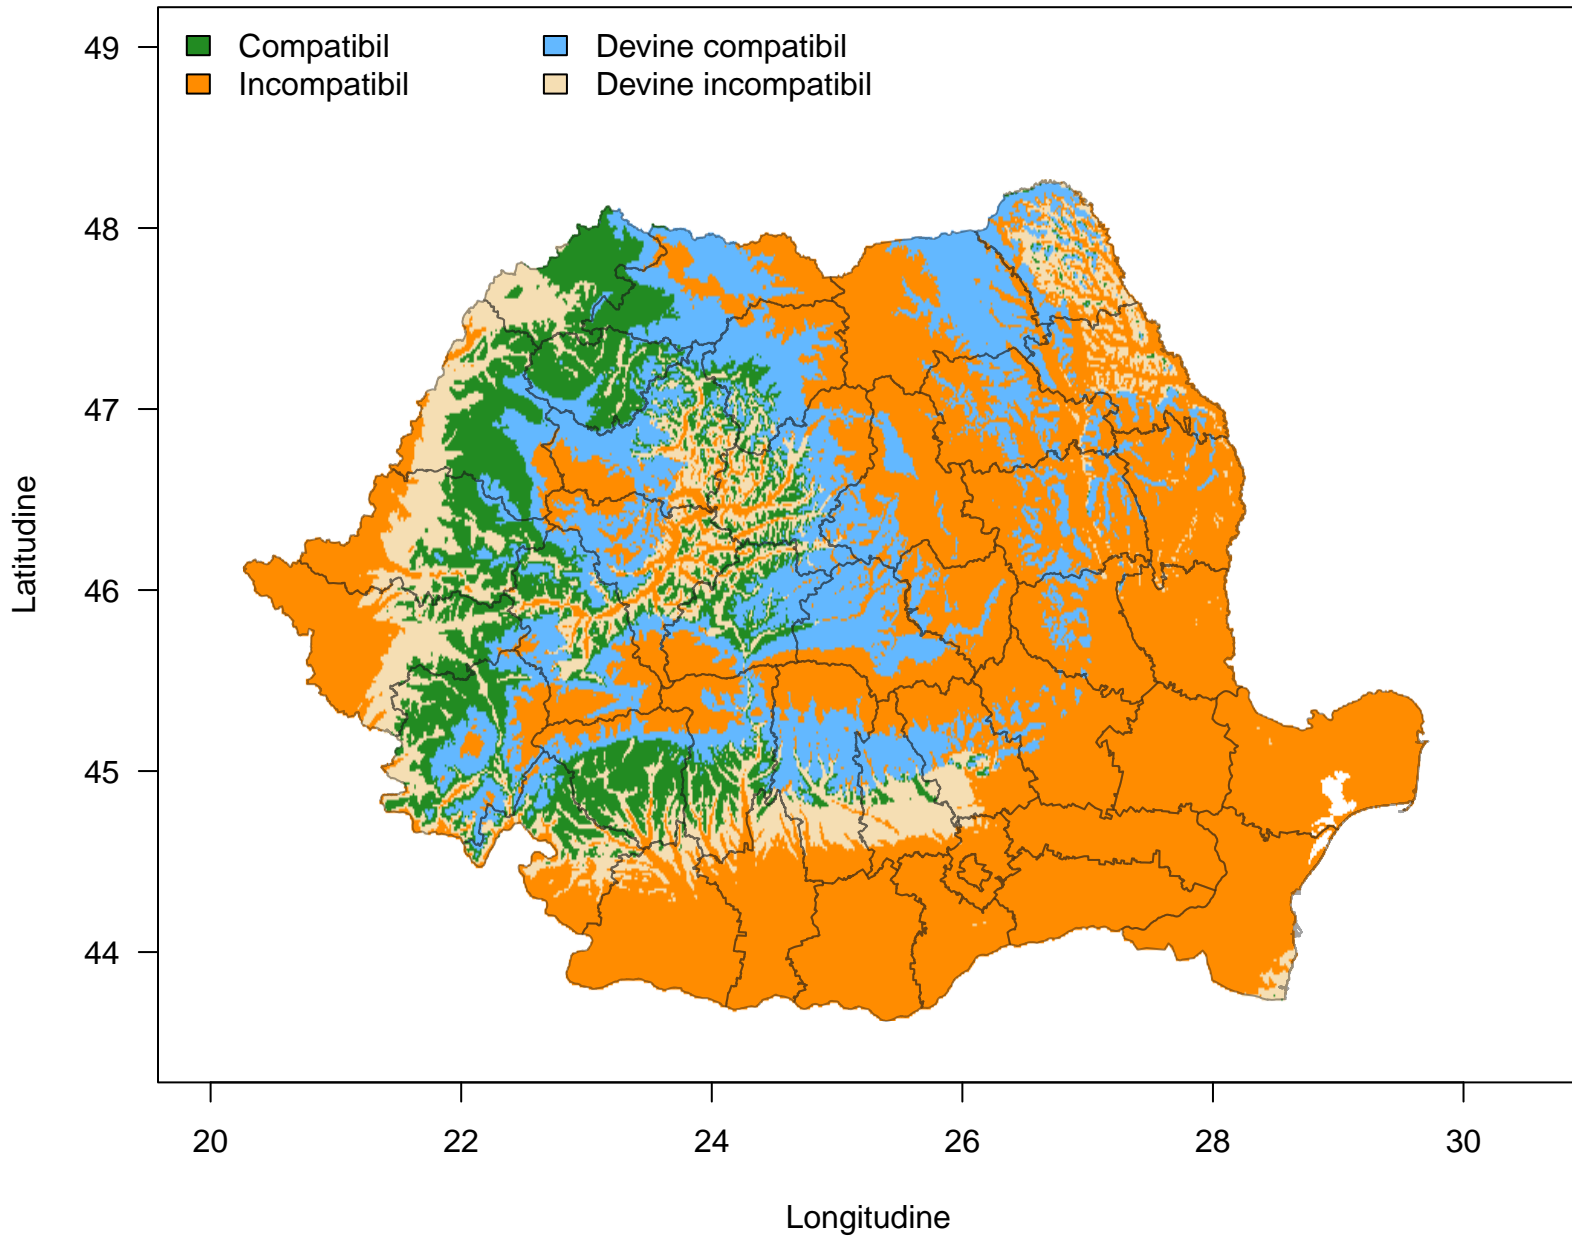 Compatibil
Incompatibil
Devine compatibil
Devine incompatibil
49
48
47
46
45
44
Latitudine
20 22 24 26 28 30
Longitudine